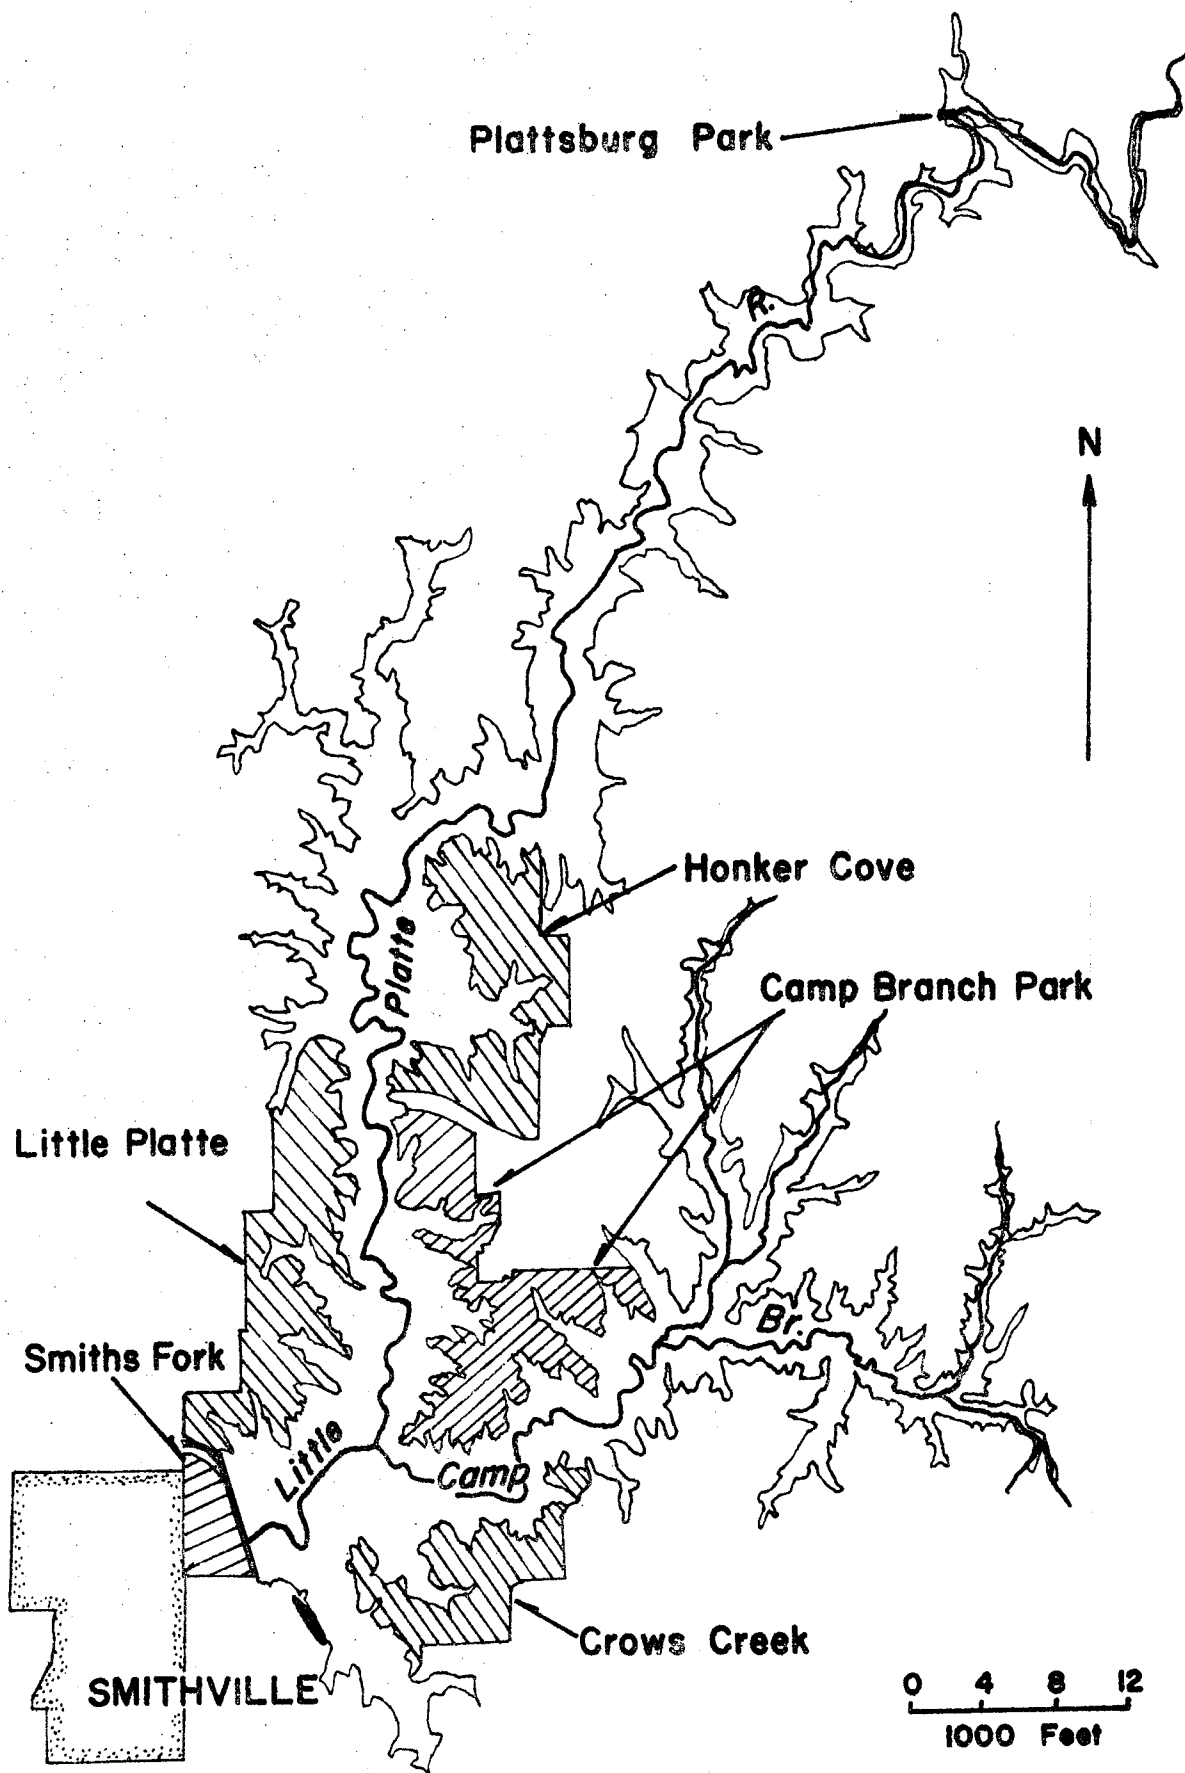 Plattsburg Park
R.
N
Honker Cove
Platte
Camp Branch Park
Little Platte
Br.
Smiths Fork
Little
Camp
Crows Creek
SMITHVILLE
0 4 8 12
1000 Feet